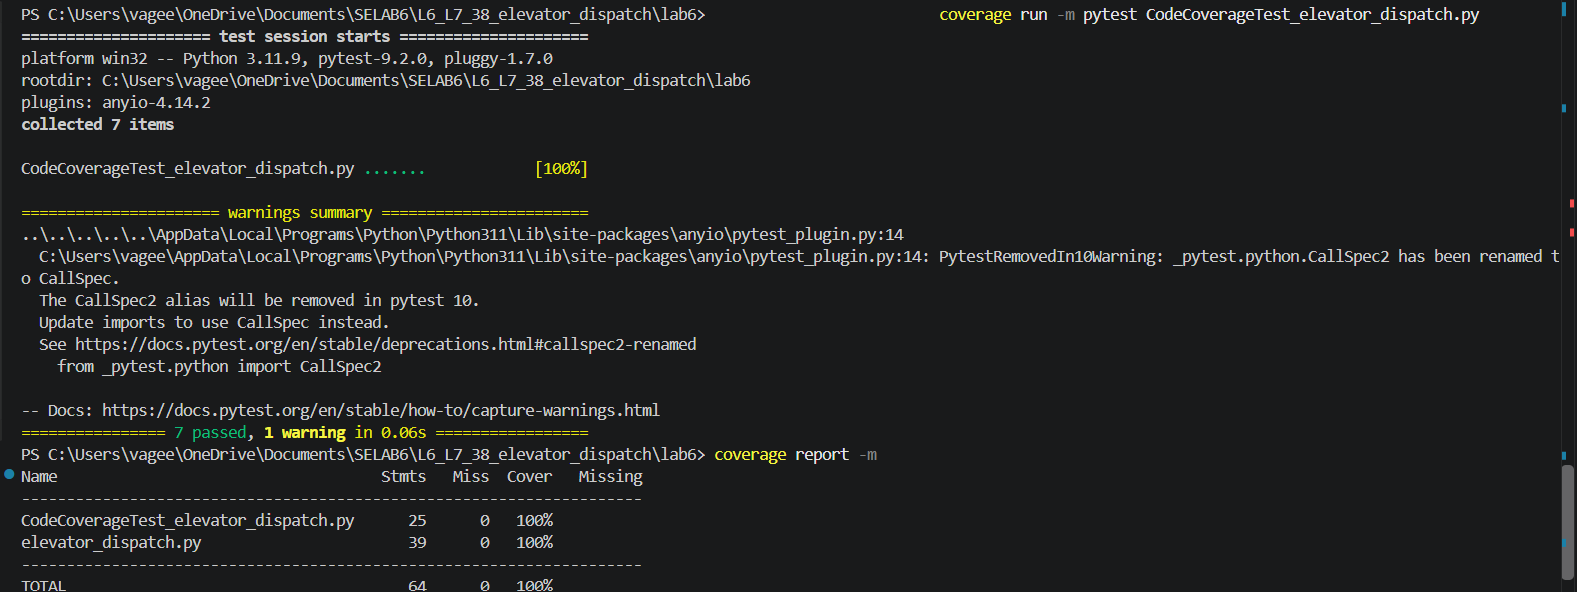 PS C:\Users\vagee\OneDrive\Documents\SELAB6\L6_L7_38_elevator_dispatch\lab6> coverage run -m pytest CodeCoverageTest_elevator_dispatch.py
===================== test session starts =====================
platform win32 -- Python 3.11.9, pytest-9.2.0, pluggy-1.7.0
rootdir: C:\Users\vagee\OneDrive\Documents\SELAB6\L6_L7_38_elevator_dispatch\lab6
plugins: anyio-4.14.2
collected 7 items
CodeCoverageTest_elevator_dispatch.py ....... [100%]
====================== warnings summary =======================
..\..\..\..\..\AppData\Local\Programs\Python\Python311\Lib\site-packages\anyio\pytest_plugin.py:14
C:\Users\vagee\AppData\Local\Programs\Python\Python311\Lib\site-packages\anyio\pytest_plugin.py:14: PytestRemovedIn10Warning: _pytest.python.CallSpec2 has been renamed t
o CallSpec.
The CallSpec2 alias will be removed in pytest 10.
Update imports to use CallSpec instead.
See https://docs.pytest.org/en/stable/deprecations.html#callspec2-renamed
from _pytest.python import CallSpec2
-- Docs: https://docs.pytest.org/en/stable/how-to/capture-warnings.html
================ 7 passed, 1 warning in 0.06s =================
PS C:\Users\vagee\OneDrive\Documents\SELAB6\L6_L7_38_elevator_dispatch\lab6> coverage report -m
Name Stmts Miss Cover Missing
---------------------------------------------------------------------
CodeCoverageTest_elevator_dispatch.py 25 0 100%
elevator_dispatch.py 39 0 100%
---------------------------------------------------------------------
TOTAL 64 0 100%